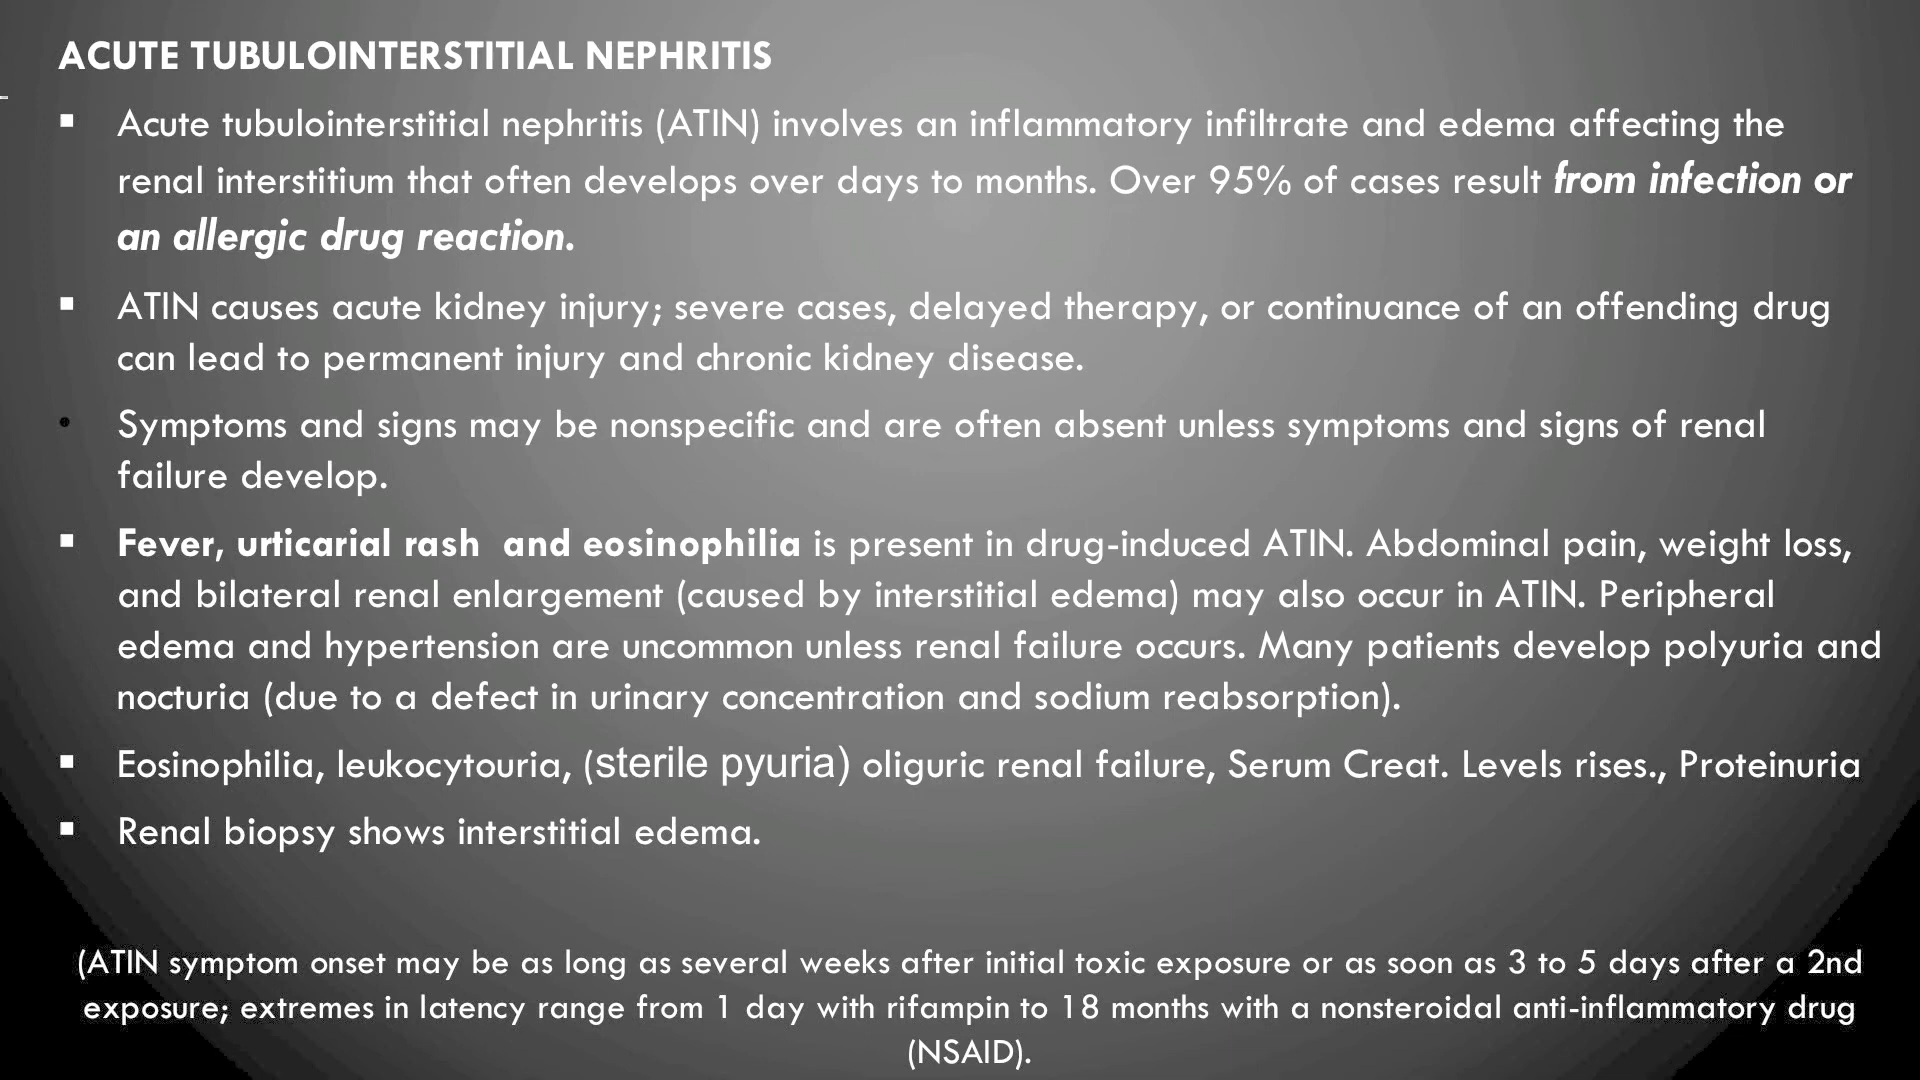 ACUTE TUBULOINTERSTITIAL NEPHRITIS
▪ Acute tubulointerstitial nephritis (ATIN) involves an inflammatory infiltrate and edema affecting the
renal interstitium that often develops over days to months. Over 95% of cases result from infection or
an allergic drug reaction.
▪ ATIN causes acute kidney injury; severe cases, delayed therapy, or continuance of an offending drug
can lead to permanent injury and chronic kidney disease.
• Symptoms and signs may be nonspecific and are often absent unless symptoms and signs of renal
failure develop.
▪ Fever, urticarial rash and eosinophilia is present in drug-induced ATIN. Abdominal pain, weight loss,
and bilateral renal enlargement (caused by interstitial edema) may also occur in ATIN. Peripheral
edema and hypertension are uncommon unless renal failure occurs. Many patients develop polyuria and
nocturia (due to a defect in urinary concentration and sodium reabsorption).
▪ Eosinophilia, leukocytouria, (sterile pyuria) oliguric renal failure, Serum Creat. Levels rises., Proteinuria
▪ Renal biopsy shows interstitial edema.
(ATIN symptom onset may be as long as several weeks after initial toxic exposure or as soon as 3 to 5 days after a 2nd
exposure; extremes in latency range from 1 day with rifampin to 18 months with a nonsteroidal anti-inflammatory drug
(NSAID).